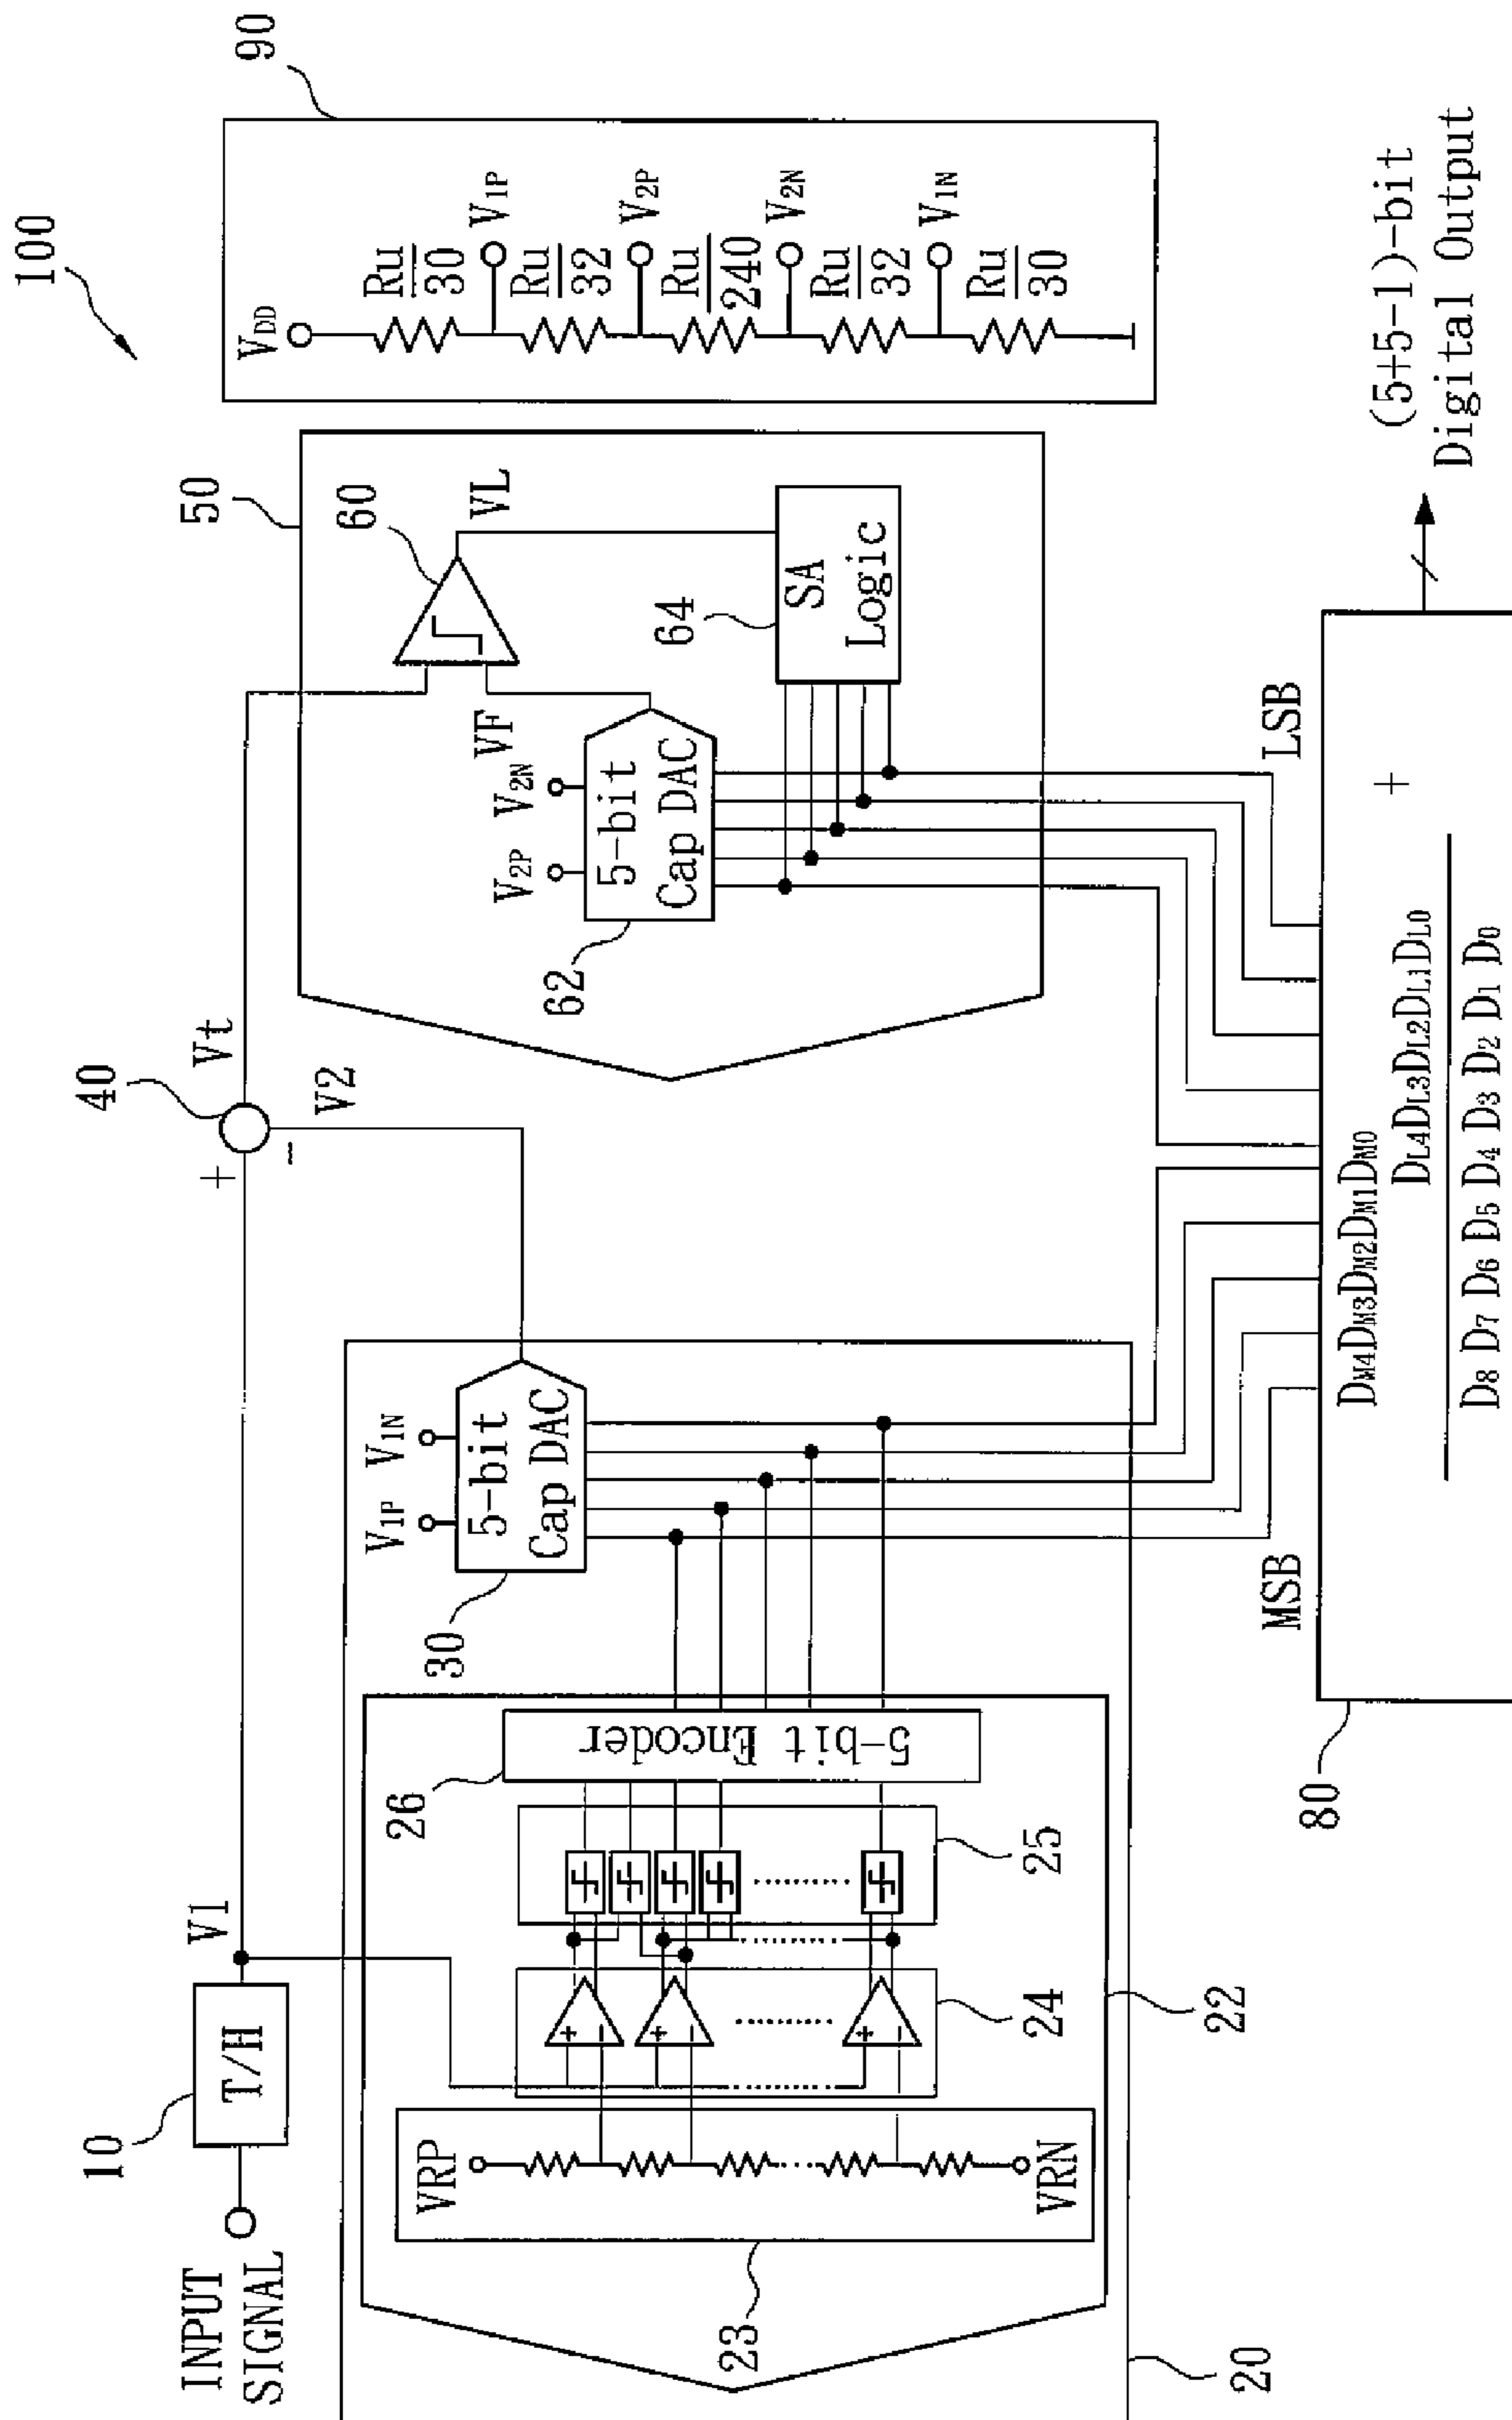 100
INPUT
SIGNAL
10
T/H
V1
+
-
40
Vt
V2
20
22
23
VRP
VRN
24
+
-
+
-
+
-
25
26
5-bit Encoder
30
V1P
V1N
5-bit
Cap DAC
50
60
VL
VF
V2P
V2N
5-bit
Cap DAC
62
64
SA
Logic
90
VDD
Ru
30
V1P
Ru
32
V2P
Ru
240
V2N
Ru
32
V1N
Ru
30
MSB
LSB
80
DM4DM3DM2DM1DM0
DL4DL3DL2DL1DL0
+
D8 D7 D6 D5 D4 D3 D2 D1 D0
(5+5-1)-bit
Digital Output